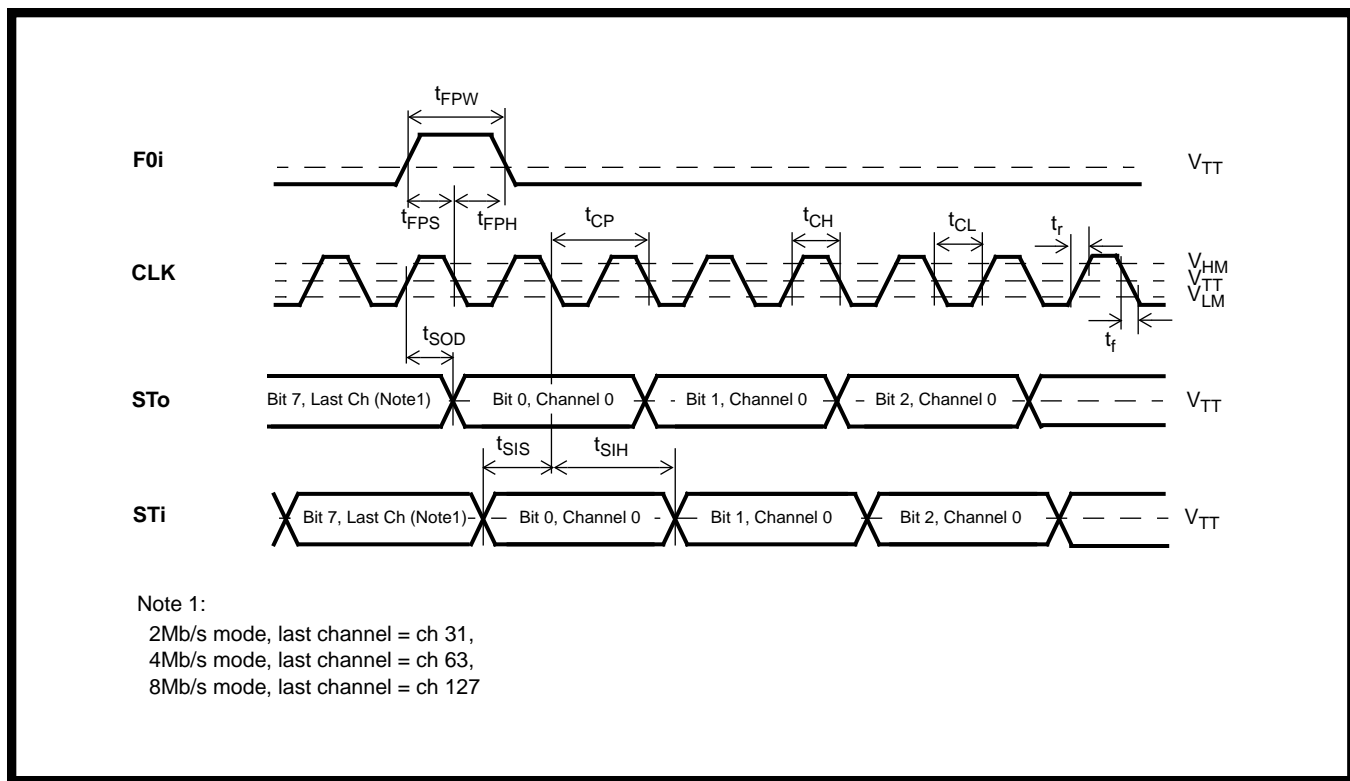 tFPW
F0i
VTT
tFPS
tFPH
tCP
tCH
tCL
tr
CLK
VHM
VTT
VLM
tf
tSOD
STo
Bit 7, Last Ch (Note1)
Bit 0, Channel 0
Bit 1, Channel 0
Bit 2, Channel 0
VTT
tSIS
tSIH
STi
Bit 7, Last Ch (Note1)
Bit 0, Channel 0
Bit 1, Channel 0
Bit 2, Channel 0
VTT
Note 1:
2Mb/s mode, last channel = ch 31,
4Mb/s mode, last channel = ch 63,
8Mb/s mode, last channel = ch 127